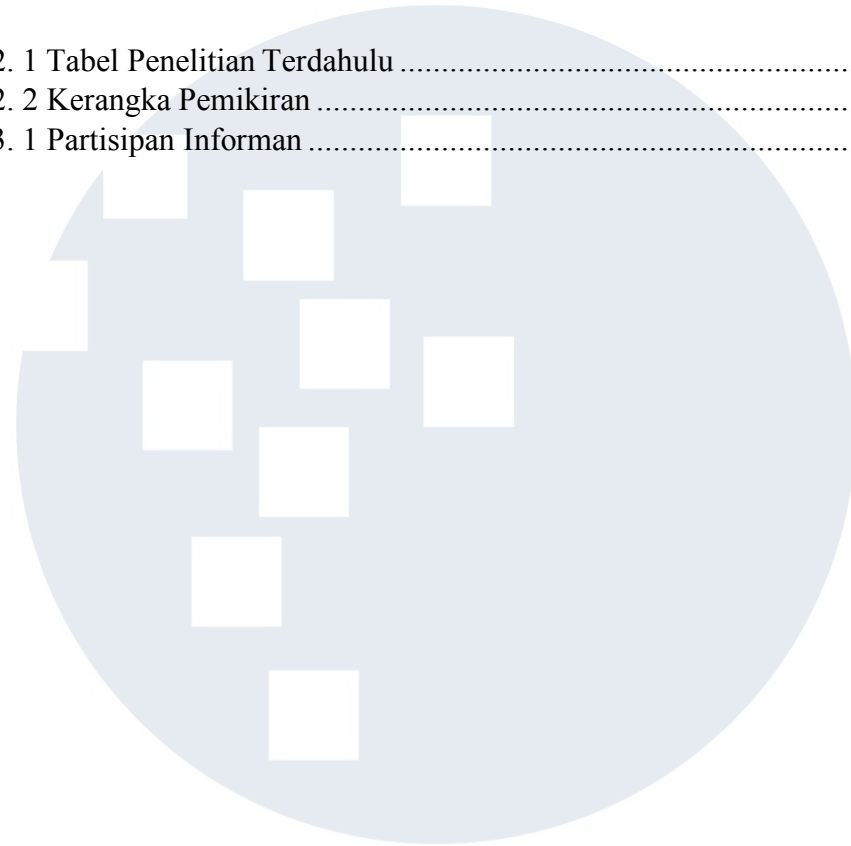 2. 1 Tabel Penelitian Terdahulu ........................................................
2. 2 Kerangka Pemikiran ..................................................................
3. 1 Partisipan Informan ...................................................................